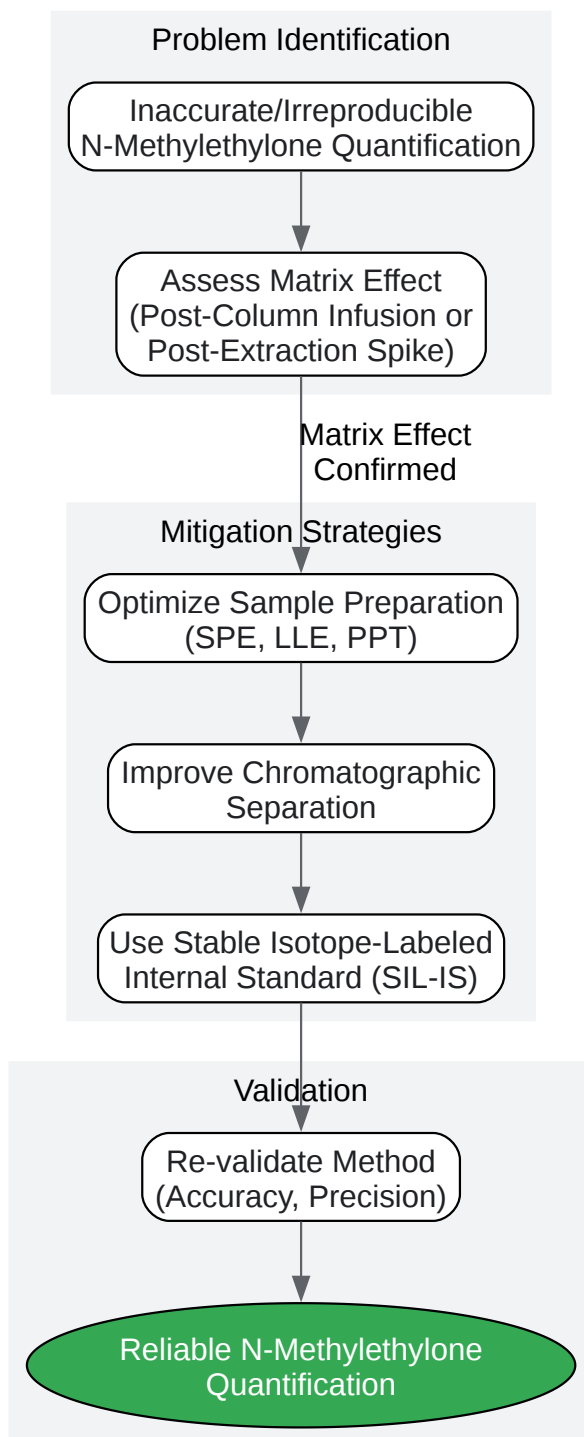 Problem Identification
Inaccurate/Irreproducible
N-Methylethylone Quantification
Assess Matrix Effect
(Post-Column Infusion or
Post-Extraction Spike)
Matrix Effect
Confirmed
Mitigation Strategies
Optimize Sample Preparation
(SPE, LLE, PPT)
Improve Chromatographic
Separation
Use Stable Isotope-Labeled
Internal Standard (SIL-IS)
Validation
Re-validate Method
(Accuracy, Precision)
Reliable N-Methylethylone
Quantification